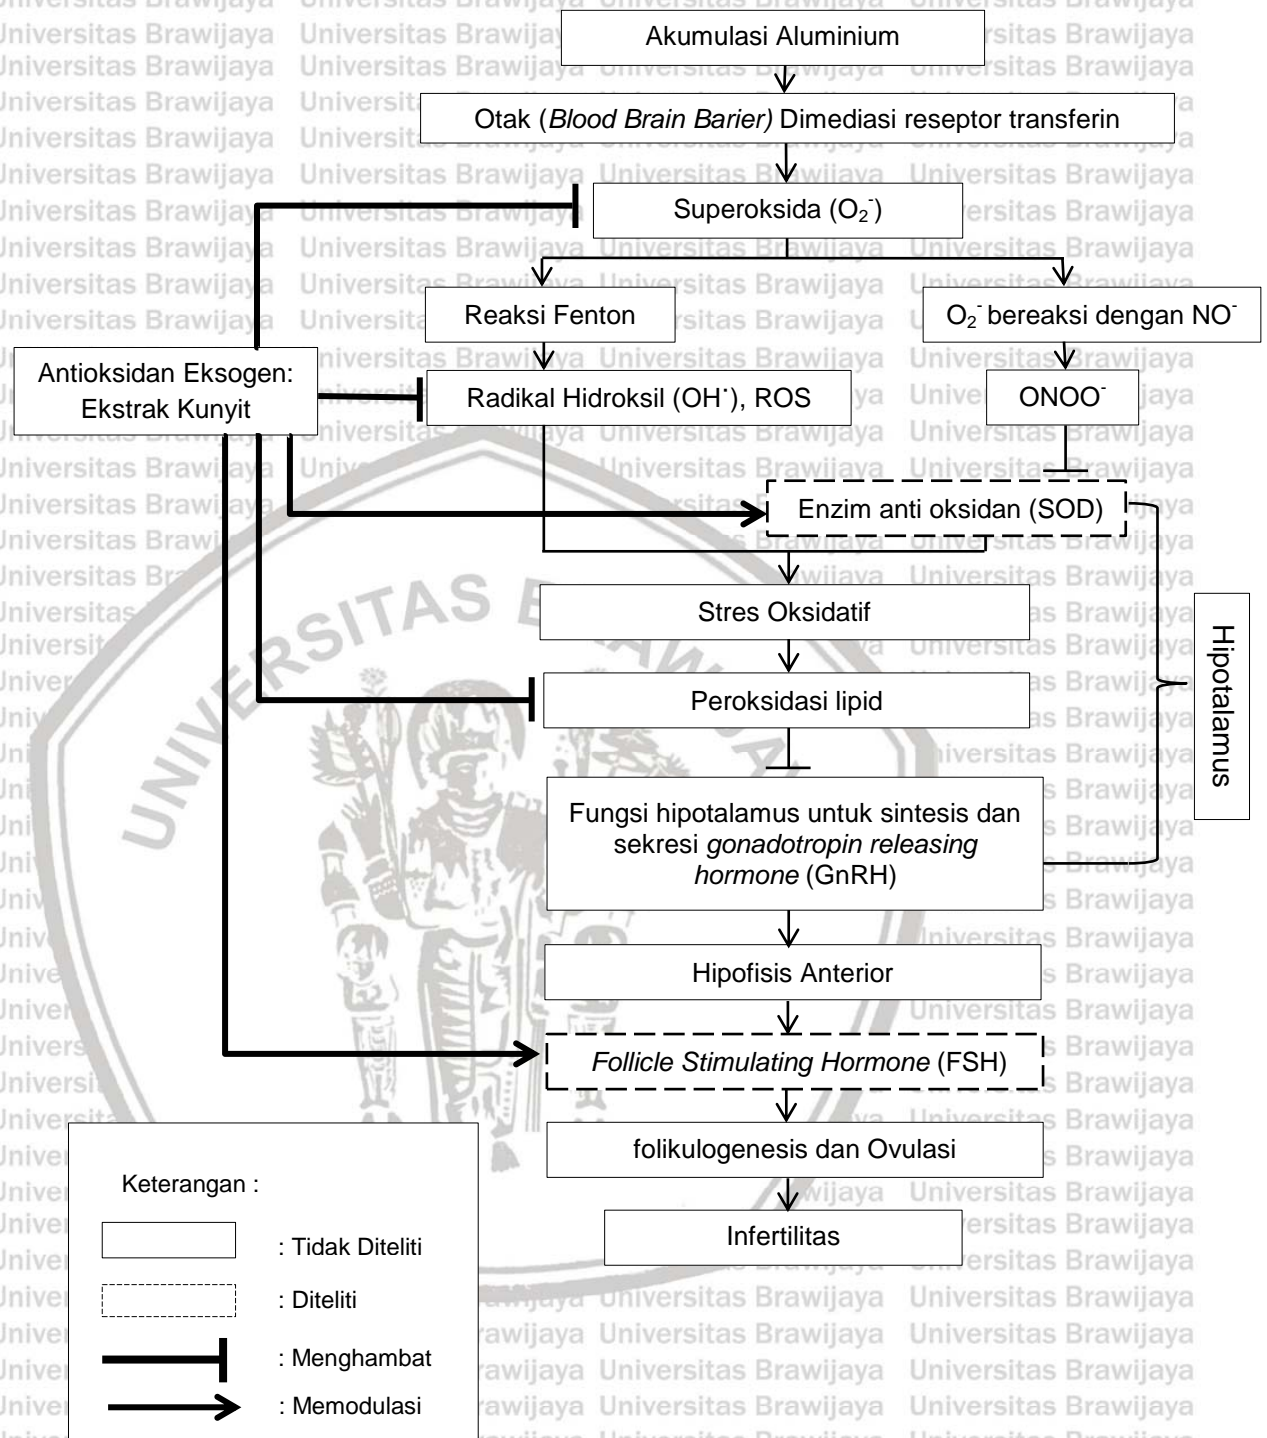 Akumulasi Aluminium
Otak (Blood Brain Barier) Dimediasi reseptor transferin
Superoksida (O₂⁻)
Reaksi Fenton
O₂⁻ bereaksi dengan NO⁻
Antioksidan Eksogen:
Ekstrak Kunyit
Radikal Hidroksil (OH˙), ROS
ONOO⁻
Enzim anti oksidan (SOD)
Stres Oksidatif
Peroksidasi lipid
Hipotalamus
Fungsi hipotalamus untuk sintesis dan
sekresi gonadotropin releasing
hormone (GnRH)
Hipofisis Anterior
Follicle Stimulating Hormone (FSH)
folikulogenesis dan Ovulasi
Infertilitas
Keterangan :
: Tidak Diteliti
: Diteliti
: Menghambat
: Memodulasi
UNIVERSITAS BRAWIJAYA